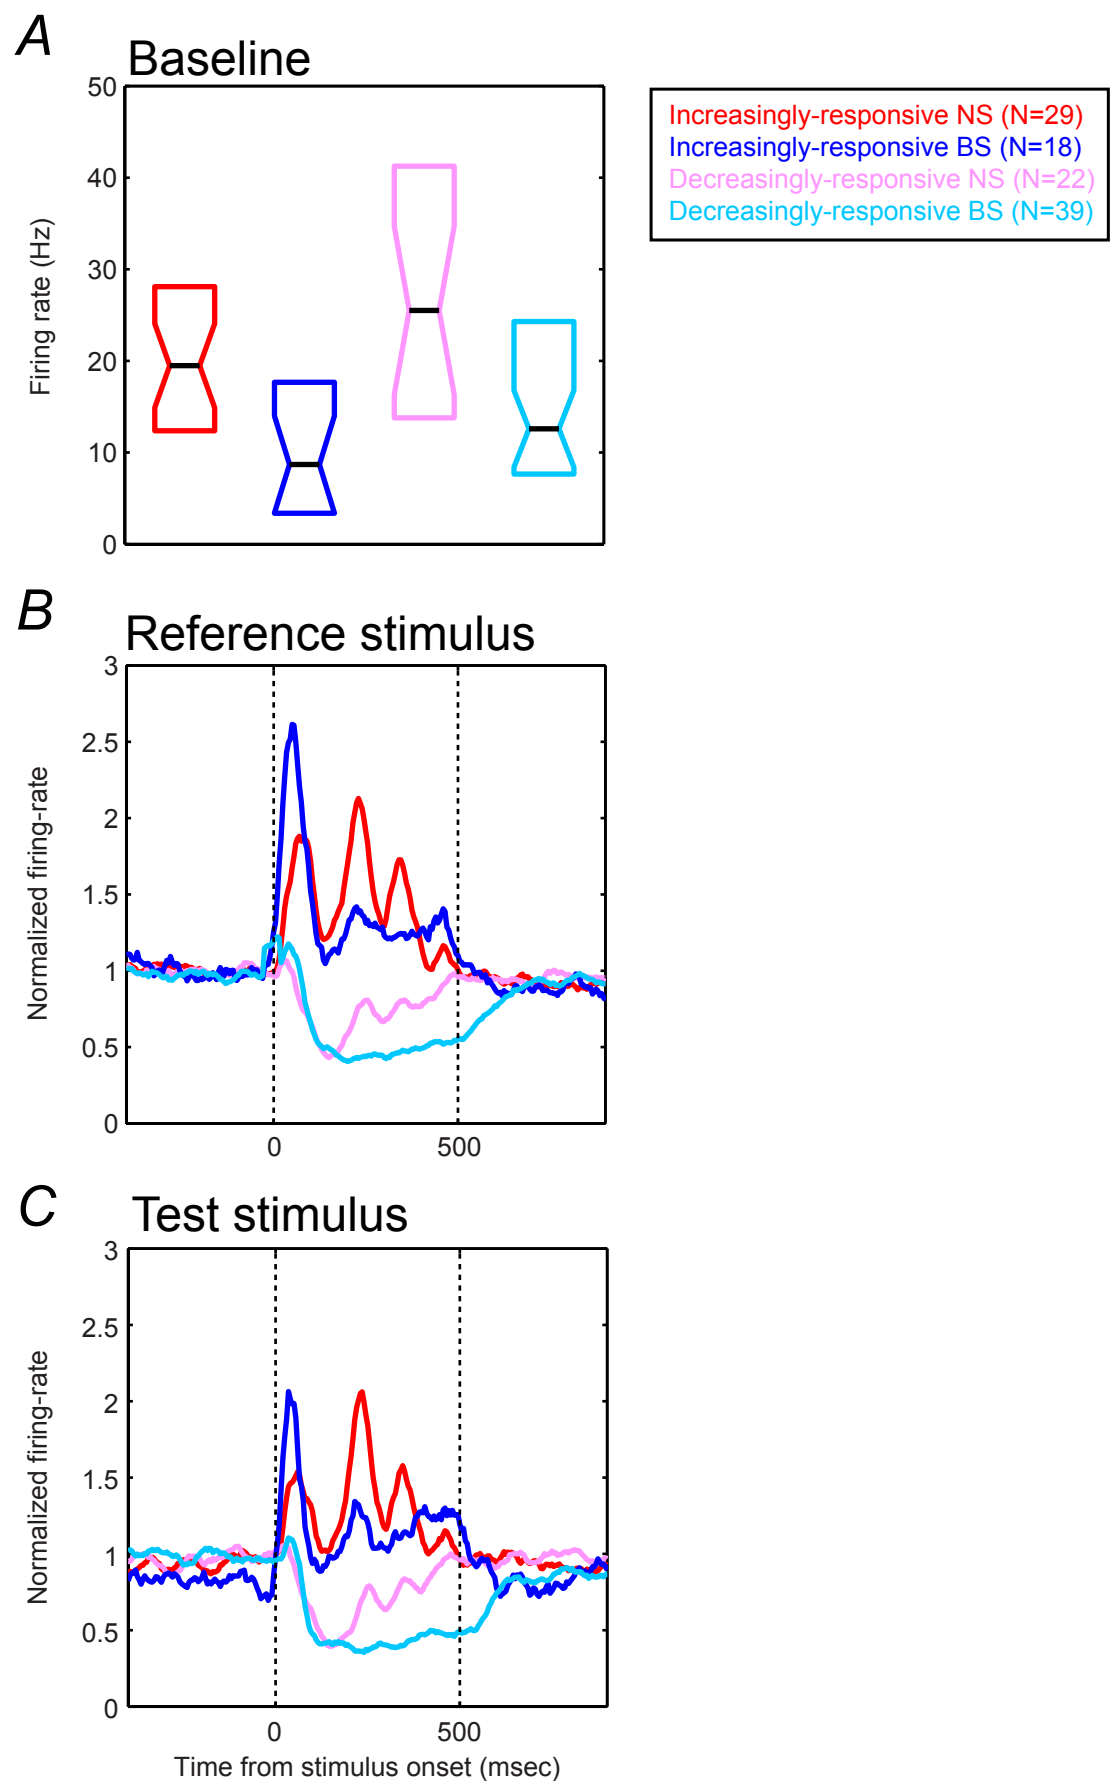 A
Baseline
50
40
30
20
10
0
Firing rate (Hz)
Increasingly-responsive NS (N=29)
Increasingly-responsive BS (N=18)
Decreasingly-responsive NS (N=22)
Decreasingly-responsive BS (N=39)
B
Reference stimulus
3
2.5
2
1.5
1
0.5
0
Normalized firing-rate
0 500
C
Test stimulus
3
2.5
2
1.5
1
0.5
0
Normalized firing-rate
0 500
Time from stimulus onset (msec)